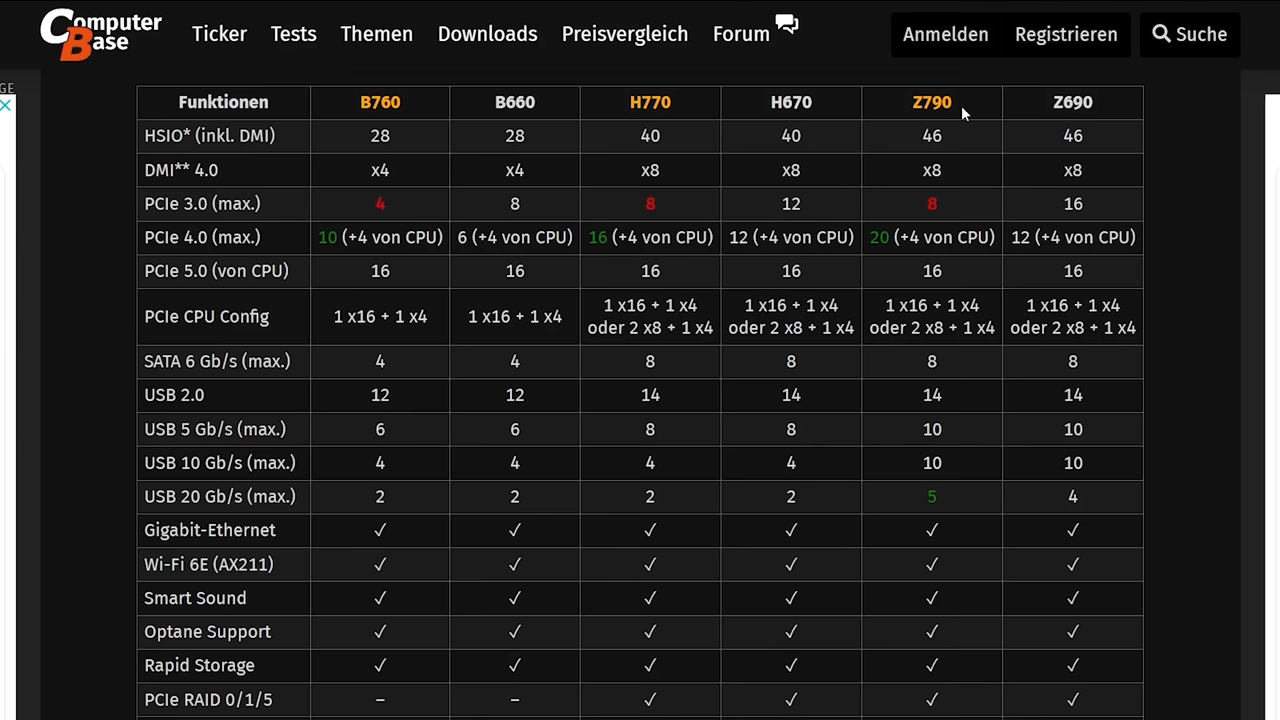 Computer Base
Ticker Tests Themen Downloads Preisvergleich Forum Anmelden Registrieren Suche
GE
Funktionen B760 B660 H770 H670 Z790 Z690
HSIO* (inkl. DMI) 28 28 40 40 46 46
DMI** 4.0 x4 x4 x8 x8 x8 x8
PCIe 3.0 (max.) 4 8 8 12 8 16
PCIe 4.0 (max.) 10 (+4 von CPU) 6 (+4 von CPU) 16 (+4 von CPU) 12 (+4 von CPU) 20 (+4 von CPU) 12 (+4 von CPU)
PCIe 5.0 (von CPU) 16 16 16 16 16 16
PCIe CPU Config 1 x16 + 1 x4 1 x16 + 1 x4 1 x16 + 1 x4 1 x16 + 1 x4 1 x16 + 1 x4 1 x16 + 1 x4
oder 2 x8 + 1 x4 oder 2 x8 + 1 x4 oder 2 x8 + 1 x4 oder 2 x8 + 1 x4
SATA 6 Gb/s (max.) 4 4 8 8 8 8
USB 2.0 12 12 14 14 14 14
USB 5 Gb/s (max.) 6 6 8 8 10 10
USB 10 Gb/s (max.) 4 4 4 4 10 10
USB 20 Gb/s (max.) 2 2 2 2 5 4
Gigabit-Ethernet ✓ ✓ ✓ ✓ ✓ ✓
Wi-Fi 6E (AX211) ✓ ✓ ✓ ✓ ✓ ✓
Smart Sound ✓ ✓ ✓ ✓ ✓ ✓
Optane Support ✓ ✓ ✓ ✓ ✓ ✓
Rapid Storage ✓ ✓ ✓ ✓ ✓ ✓
PCIe RAID 0/1/5 – – ✓ ✓ ✓ ✓